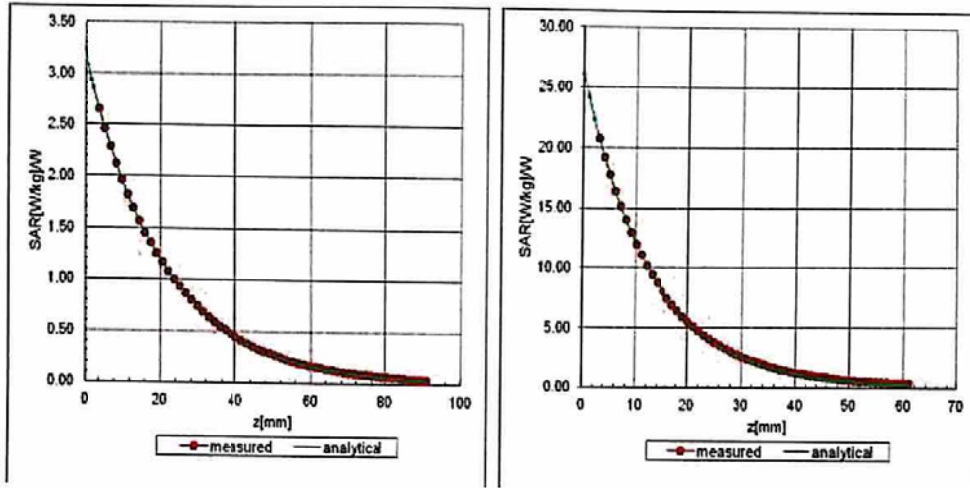 3.50
3.00
2.50
2.00
1.50
1.00
0.50
0.00
SAR[W/kg]/W
0 20 40 60 80 100
z[mm]
measured analytical
30.00
25.00
20.00
15.00
10.00
5.00
0.00
SAR[W/kg]/W
0 10 20 30 40 50 60 70
z[mm]
measured analytical